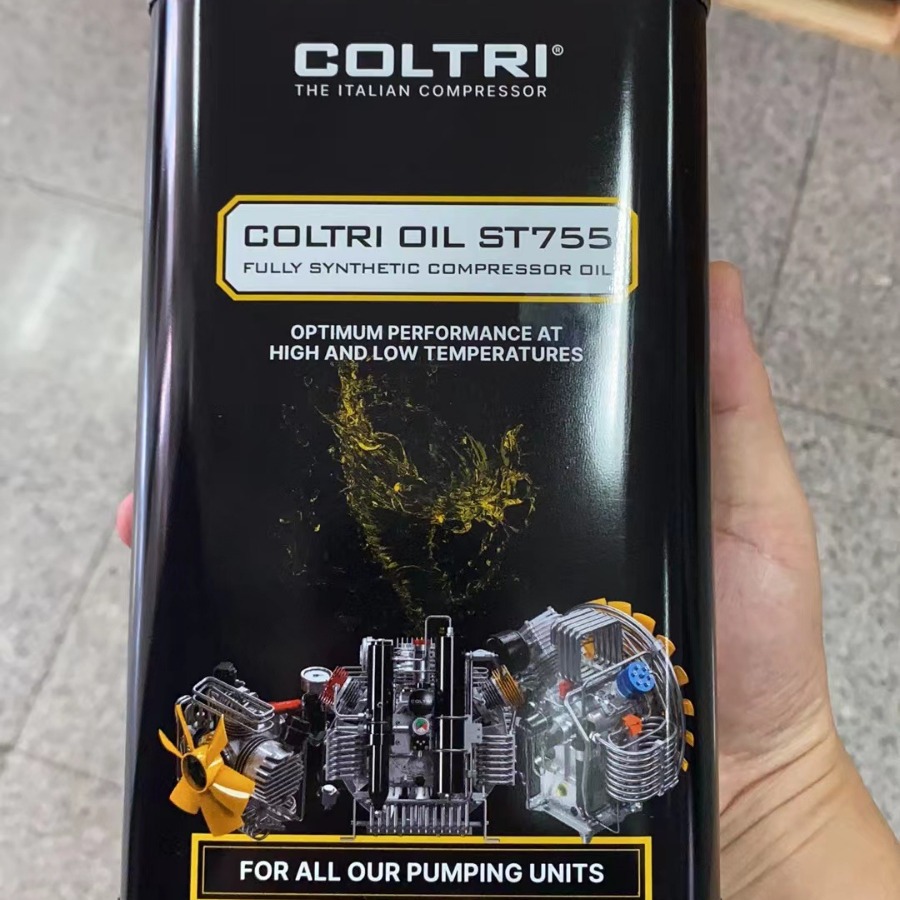 COLTRI®
THE ITALIAN COMPRESSOR
COLTRI OIL ST755
FULLY SYNTHETIC COMPRESSOR OIL
OPTIMUM PERFORMANCE AT
HIGH AND LOW TEMPERATURES
COLTRI
FOR ALL OUR PUMPING UNITS